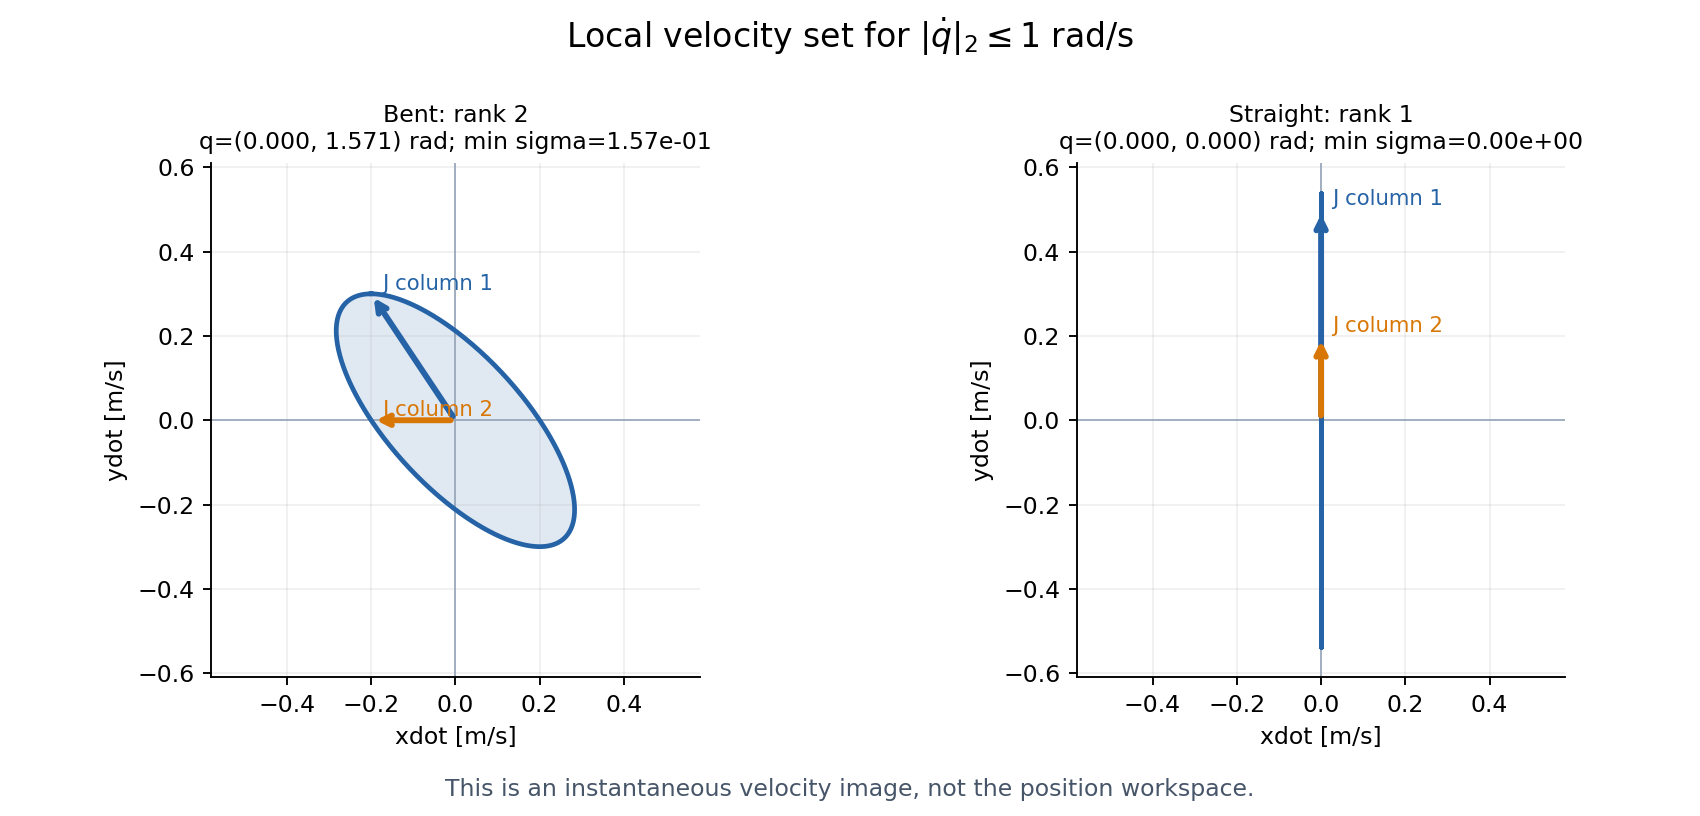 Local velocity set for |q̇|₂ ≤ 1 rad/s
Bent: rank 2
q=(0.000, 1.571) rad; min sigma=1.57e-01
0.6
0.4
0.2
0.0
−0.2
−0.4
−0.6
ydot [m/s]
J column 1
J column 2
−0.4 −0.2 0.0 0.2 0.4
xdot [m/s]
Straight: rank 1
q=(0.000, 0.000) rad; min sigma=0.00e+00
0.6
0.4
0.2
0.0
−0.2
−0.4
−0.6
ydot [m/s]
J column 1
J column 2
−0.4 −0.2 0.0 0.2 0.4
xdot [m/s]
This is an instantaneous velocity image, not the position workspace.